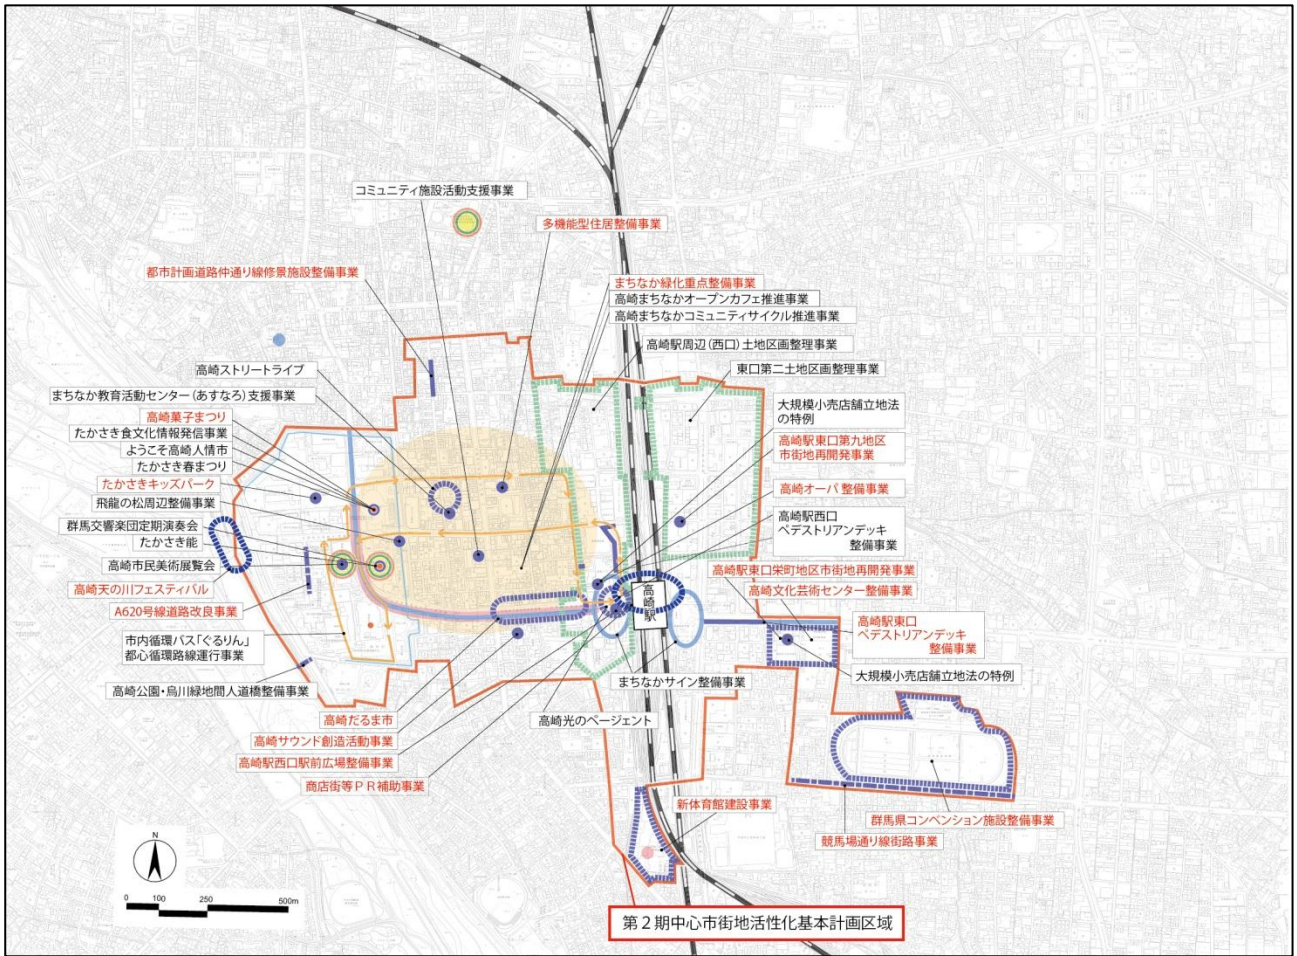 コミュニティ施設活動支援事業
多機能型住居整備事業
都市計画道路仲通り線修景施設整備事業
まちなか緑化重点整備事業
高崎まちなかオープンカフェ推進事業
高崎まちなかコミュニティサイクル推進事業
高崎駅周辺(西口)土地区画整理事業
東口第二土地区画整理事業
高崎ストリートライブ
まちなか教育活動センター(あすなろ)支援事業
高崎菓子まつり
たかさき食文化情報発信事業
ようこそ高崎人情市
たかさき春まつり
たかさきキッズパーク
飛龍の松周辺整備事業
群馬交響楽団定期演奏会
たかさき能
高崎市民美術展覧会
高崎天の川フェスティバル
A620号線道路改良事業
市内循環バス「ぐるりん」
都心循環路線運行事業
高崎公園・烏川緑地間人道橋整備事業
大規模小売店舗立地法
の特例
高崎駅東口第九地区
市街地再開発事業
高崎オーパ整備事業
高崎駅西口
ペデストリアンデッキ
整備事業
高崎駅東口栄町地区市街地再開発事業
高崎文化芸術センター整備事業
高崎駅
高崎駅東口
ペデストリアンデッキ
整備事業
大規模小売店舗立地法の特例
まちなかサイン整備事業
高崎光のページェント
高崎だるま市
高崎サウンド創造活動事業
高崎駅西口駅前広場整備事業
商店街等PR補助事業
新体育館建設事業
群馬県コンベンション施設整備事業
競馬場通り線街路事業
第2期中心市街地活性化基本計画区域
N
0 100 250 500m